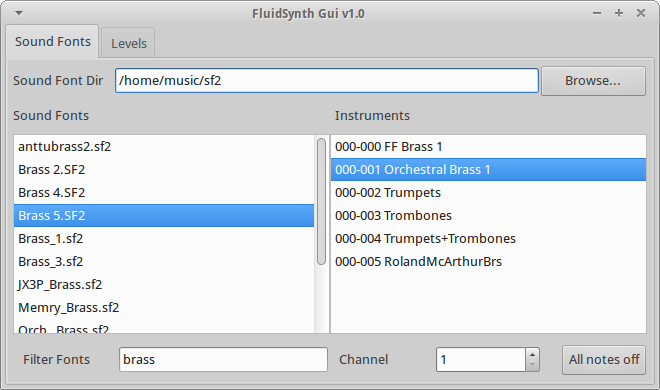 FluidSynth Gui v1.0
Sound Fonts Levels
Sound Font Dir /home/music/sf2 Browse...
Sound Fonts Instruments
anttubrass2.sf2 000-000 FF Brass 1
Brass 2.SF2 000-001 Orchestral Brass 1
Brass 4.SF2 000-002 Trumpets
Brass 5.SF2 000-003 Trombones
Brass_1.sf2 000-004 Trumpets+Trombones
Brass_3.sf2 000-005 RolandMcArthurBrs
JX3P_Brass.sf2
Memry_Brass.sf2
Orch_ Brass.sf2
Filter Fonts brass Channel 1 All notes off